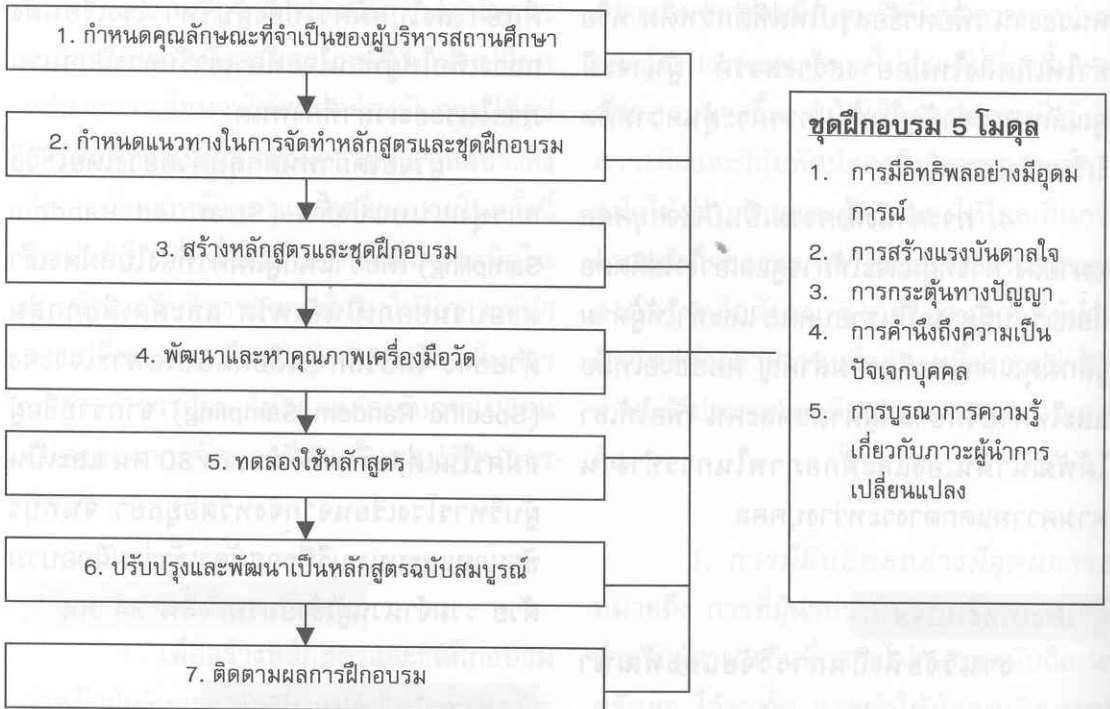 1. กำหนดคุณลักษณะที่จำเป็นของผู้บริหารสถานศึกษา
2. กำหนดแนวทางในการจัดทำหลักสูตรและชุดฝึกอบรม
3. สร้างหลักสูตรและชุดฝึกอบรม
4. พัฒนาและหาคุณภาพเครื่องมือวัด
5. ทดลองใช้หลักสูตร
6. ปรับปรุงและพัฒนาเป็นหลักสูตรฉบับสมบูรณ์
7. ติดตามผลการฝึกอบรม
ชุดฝึกอบรม 5 โมดุล
1. การมีอิทธิพลอย่างมีอุดม
การณ์
2. การสร้างแรงบันดาลใจ
3. การกระตุ้นทางปัญญา
4. การคำนึงถึงความเป็น
ปัจเจกบุคคล
5. การบูรณาการความรู้
เกี่ยวกับภาวะผู้นำการ
เปลี่ยนแปลง